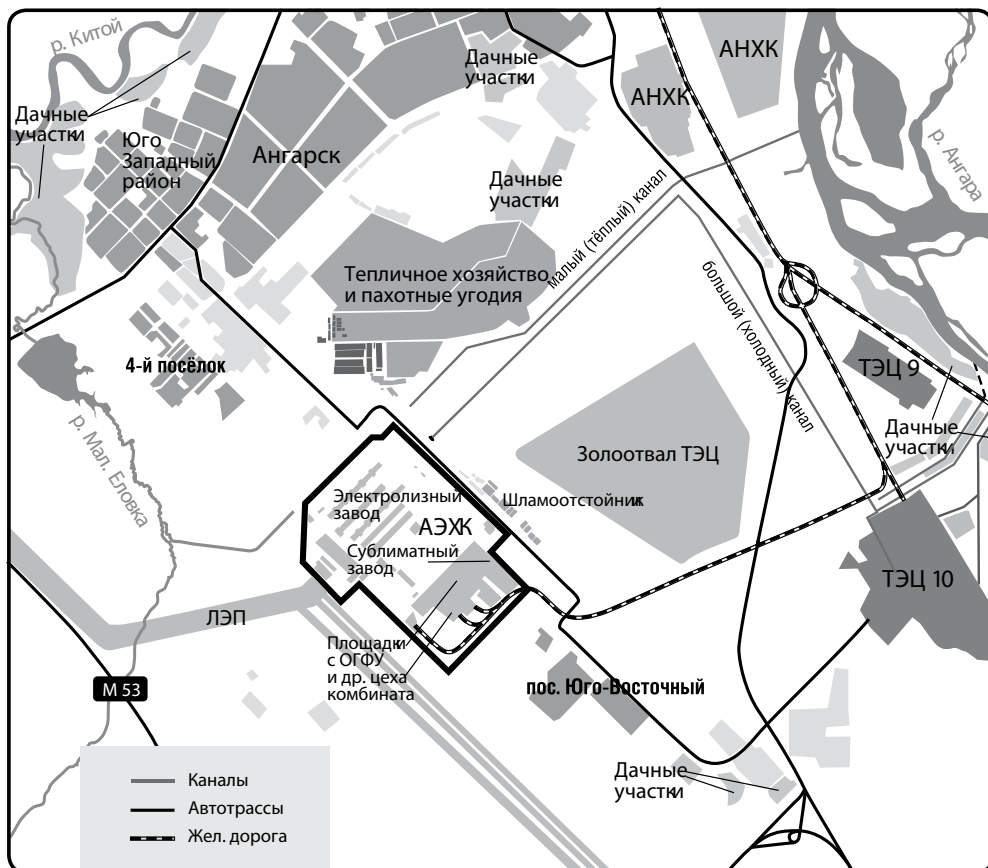 р. Китой
АНХК
Дачные
участки
АНХК
Дачные
участки
Юго
Западный
район
Ангарск
р. Ангара
Дачные
участки
малый (тёплый) канал
Тепличное хозяйство
и пахотные угодия
большой (холодный) канал
4-й посёлок
ТЭЦ 9
р. Мал. Еловка
Дачные
участки
Золоотвал ТЭЦ
Электролизный
завод
Шламоотстойник
АЭХК
Сублиматный
завод
ТЭЦ 10
ЛЭП
Площадки
с ОГФУ
и др. цеха
комбината
М 53
пос. Юго-Восточный
Дачные
участки
Каналы
Автотрассы
Жел. дорога